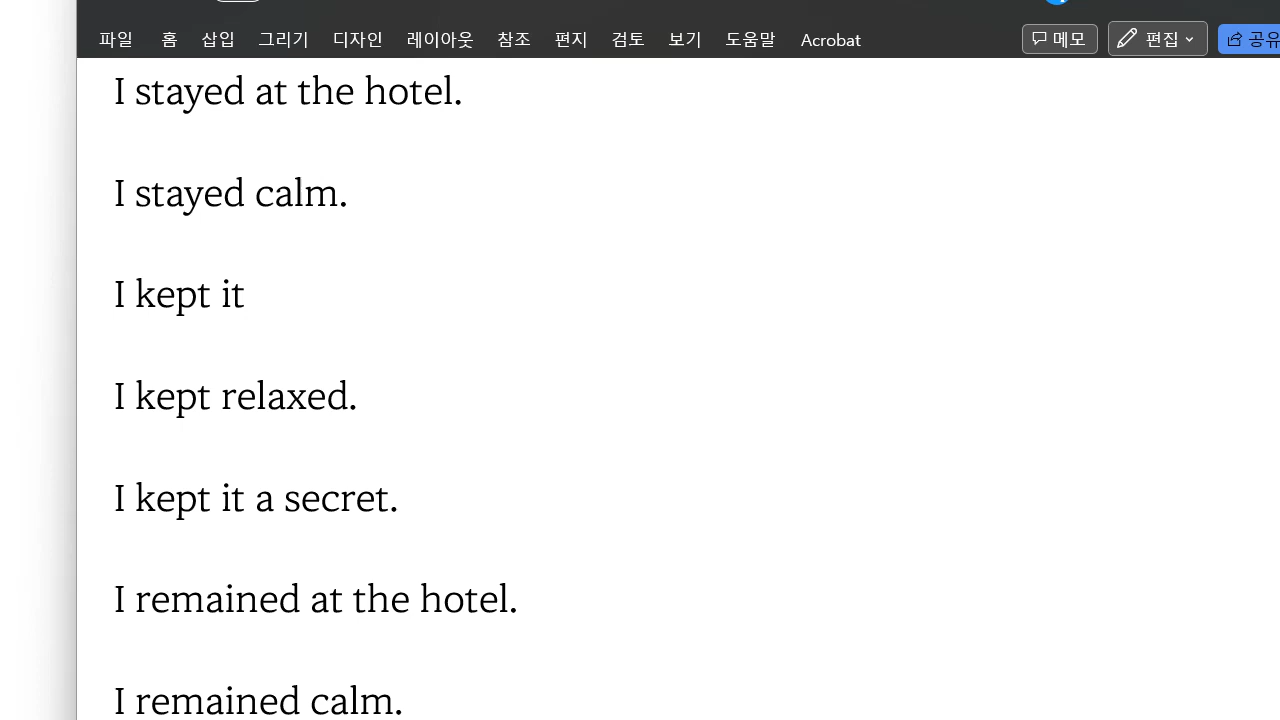 파일 홈 삽입 그리기 디자인 레이아웃 참조 편지 검토 보기 도움말 Acrobat 메모 편집 공유
I stayed at the hotel.
I stayed calm.
I kept it
I kept relaxed.
I kept it a secret.
I remained at the hotel.
I remained calm.